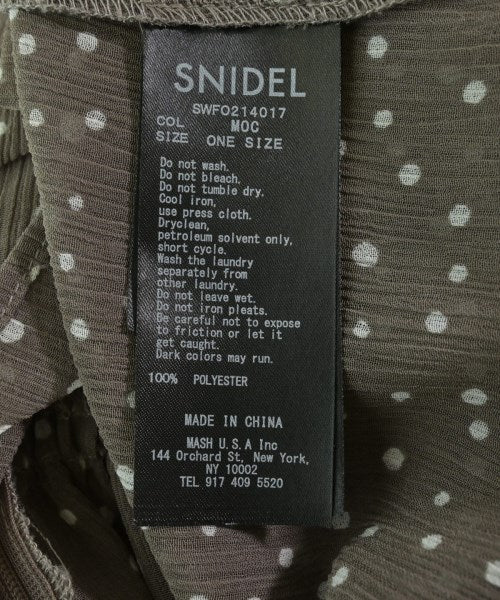 SNIDEL
SWFO214017
COL MOC
SIZE ONE SIZE
Do not wash.
Do not bleach.
Do not tumble dry.
Cool iron,
use press cloth.
Dryclean,
petroleum solvent only,
short cycle.
Wash the laundry
separately from
other laundry.
Do not leave wet.
Do not iron pleats.
Be careful not to expose
to friction or let it
get caught.
Dark colors may run.
100% POLYESTER
MADE IN CHINA
MASH U.S.A Inc
144 Orchard St, New York,
NY 10002
TEL 917 409 5520